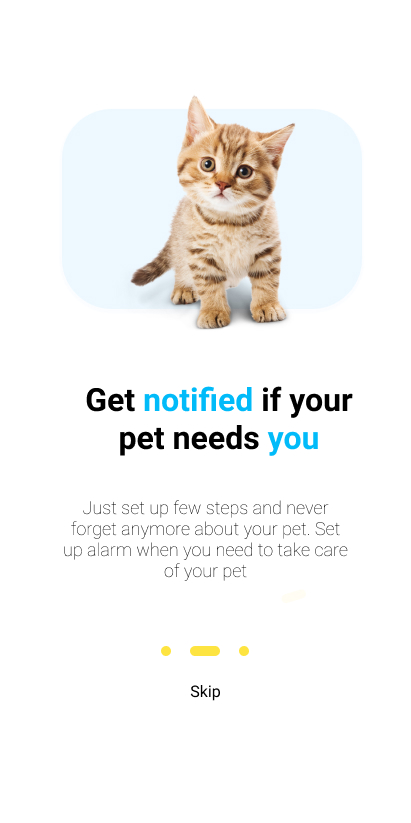 Get notified if your
pet needs you
Just set up few steps and never
forget anymore about your pet. Set
up alarm when you need to take care
of your pet
Skip